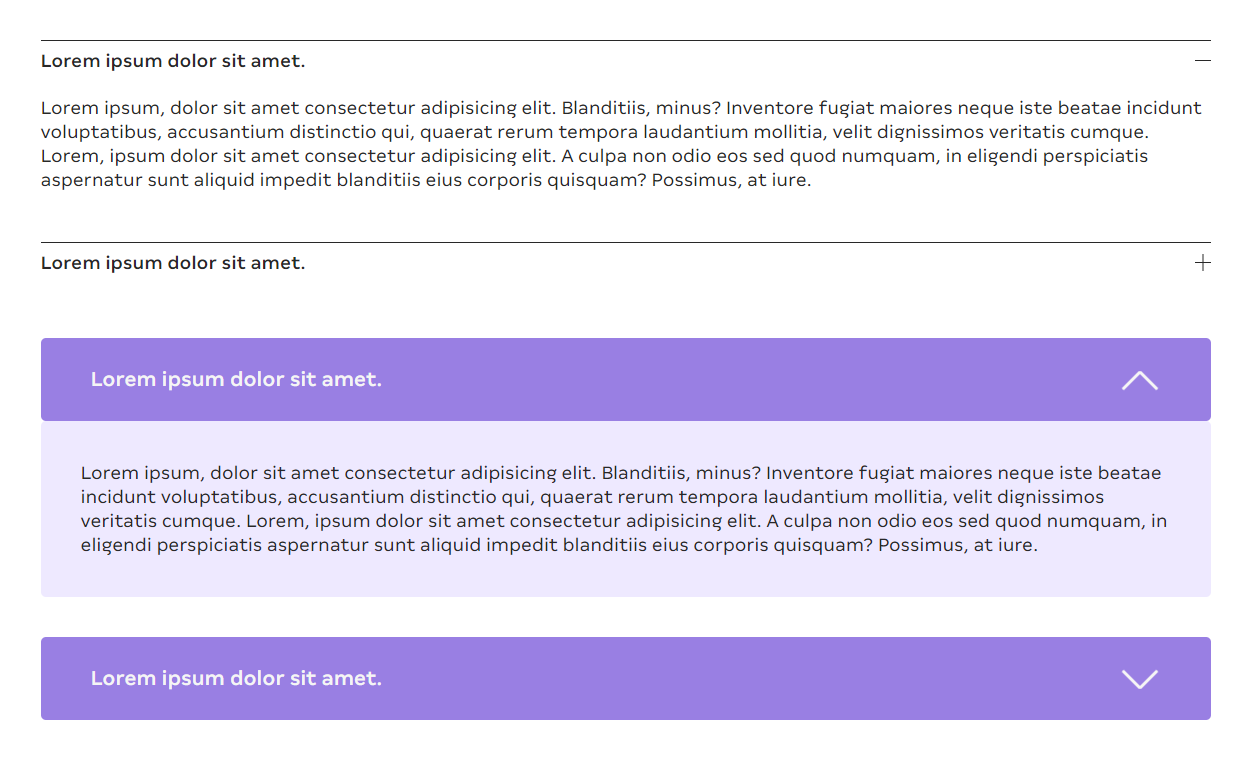 Lorem ipsum dolor sit amet.
Lorem ipsum, dolor sit amet consectetur adipisicing elit. Blanditiis, minus? Inventore fugiat maiores neque iste beatae incidunt
voluptatibus, accusantium distinctio qui, quaerat rerum tempora laudantium mollitia, velit dignissimos veritatis cumque.
Lorem, ipsum dolor sit amet consectetur adipisicing elit. A culpa non odio eos sed quod numquam, in eligendi perspiciatis
aspernatur sunt aliquid impedit blanditiis eius corporis quisquam? Possimus, at iure.
Lorem ipsum dolor sit amet.
Lorem ipsum dolor sit amet.
Lorem ipsum, dolor sit amet consectetur adipisicing elit. Blanditiis, minus? Inventore fugiat maiores neque iste beatae
incidunt voluptatibus, accusantium distinctio qui, quaerat rerum tempora laudantium mollitia, velit dignissimos
veritatis cumque. Lorem, ipsum dolor sit amet consectetur adipisicing elit. A culpa non odio eos sed quod numquam, in
eligendi perspiciatis aspernatur sunt aliquid impedit blanditiis eius corporis quisquam? Possimus, at iure.
Lorem ipsum dolor sit amet.